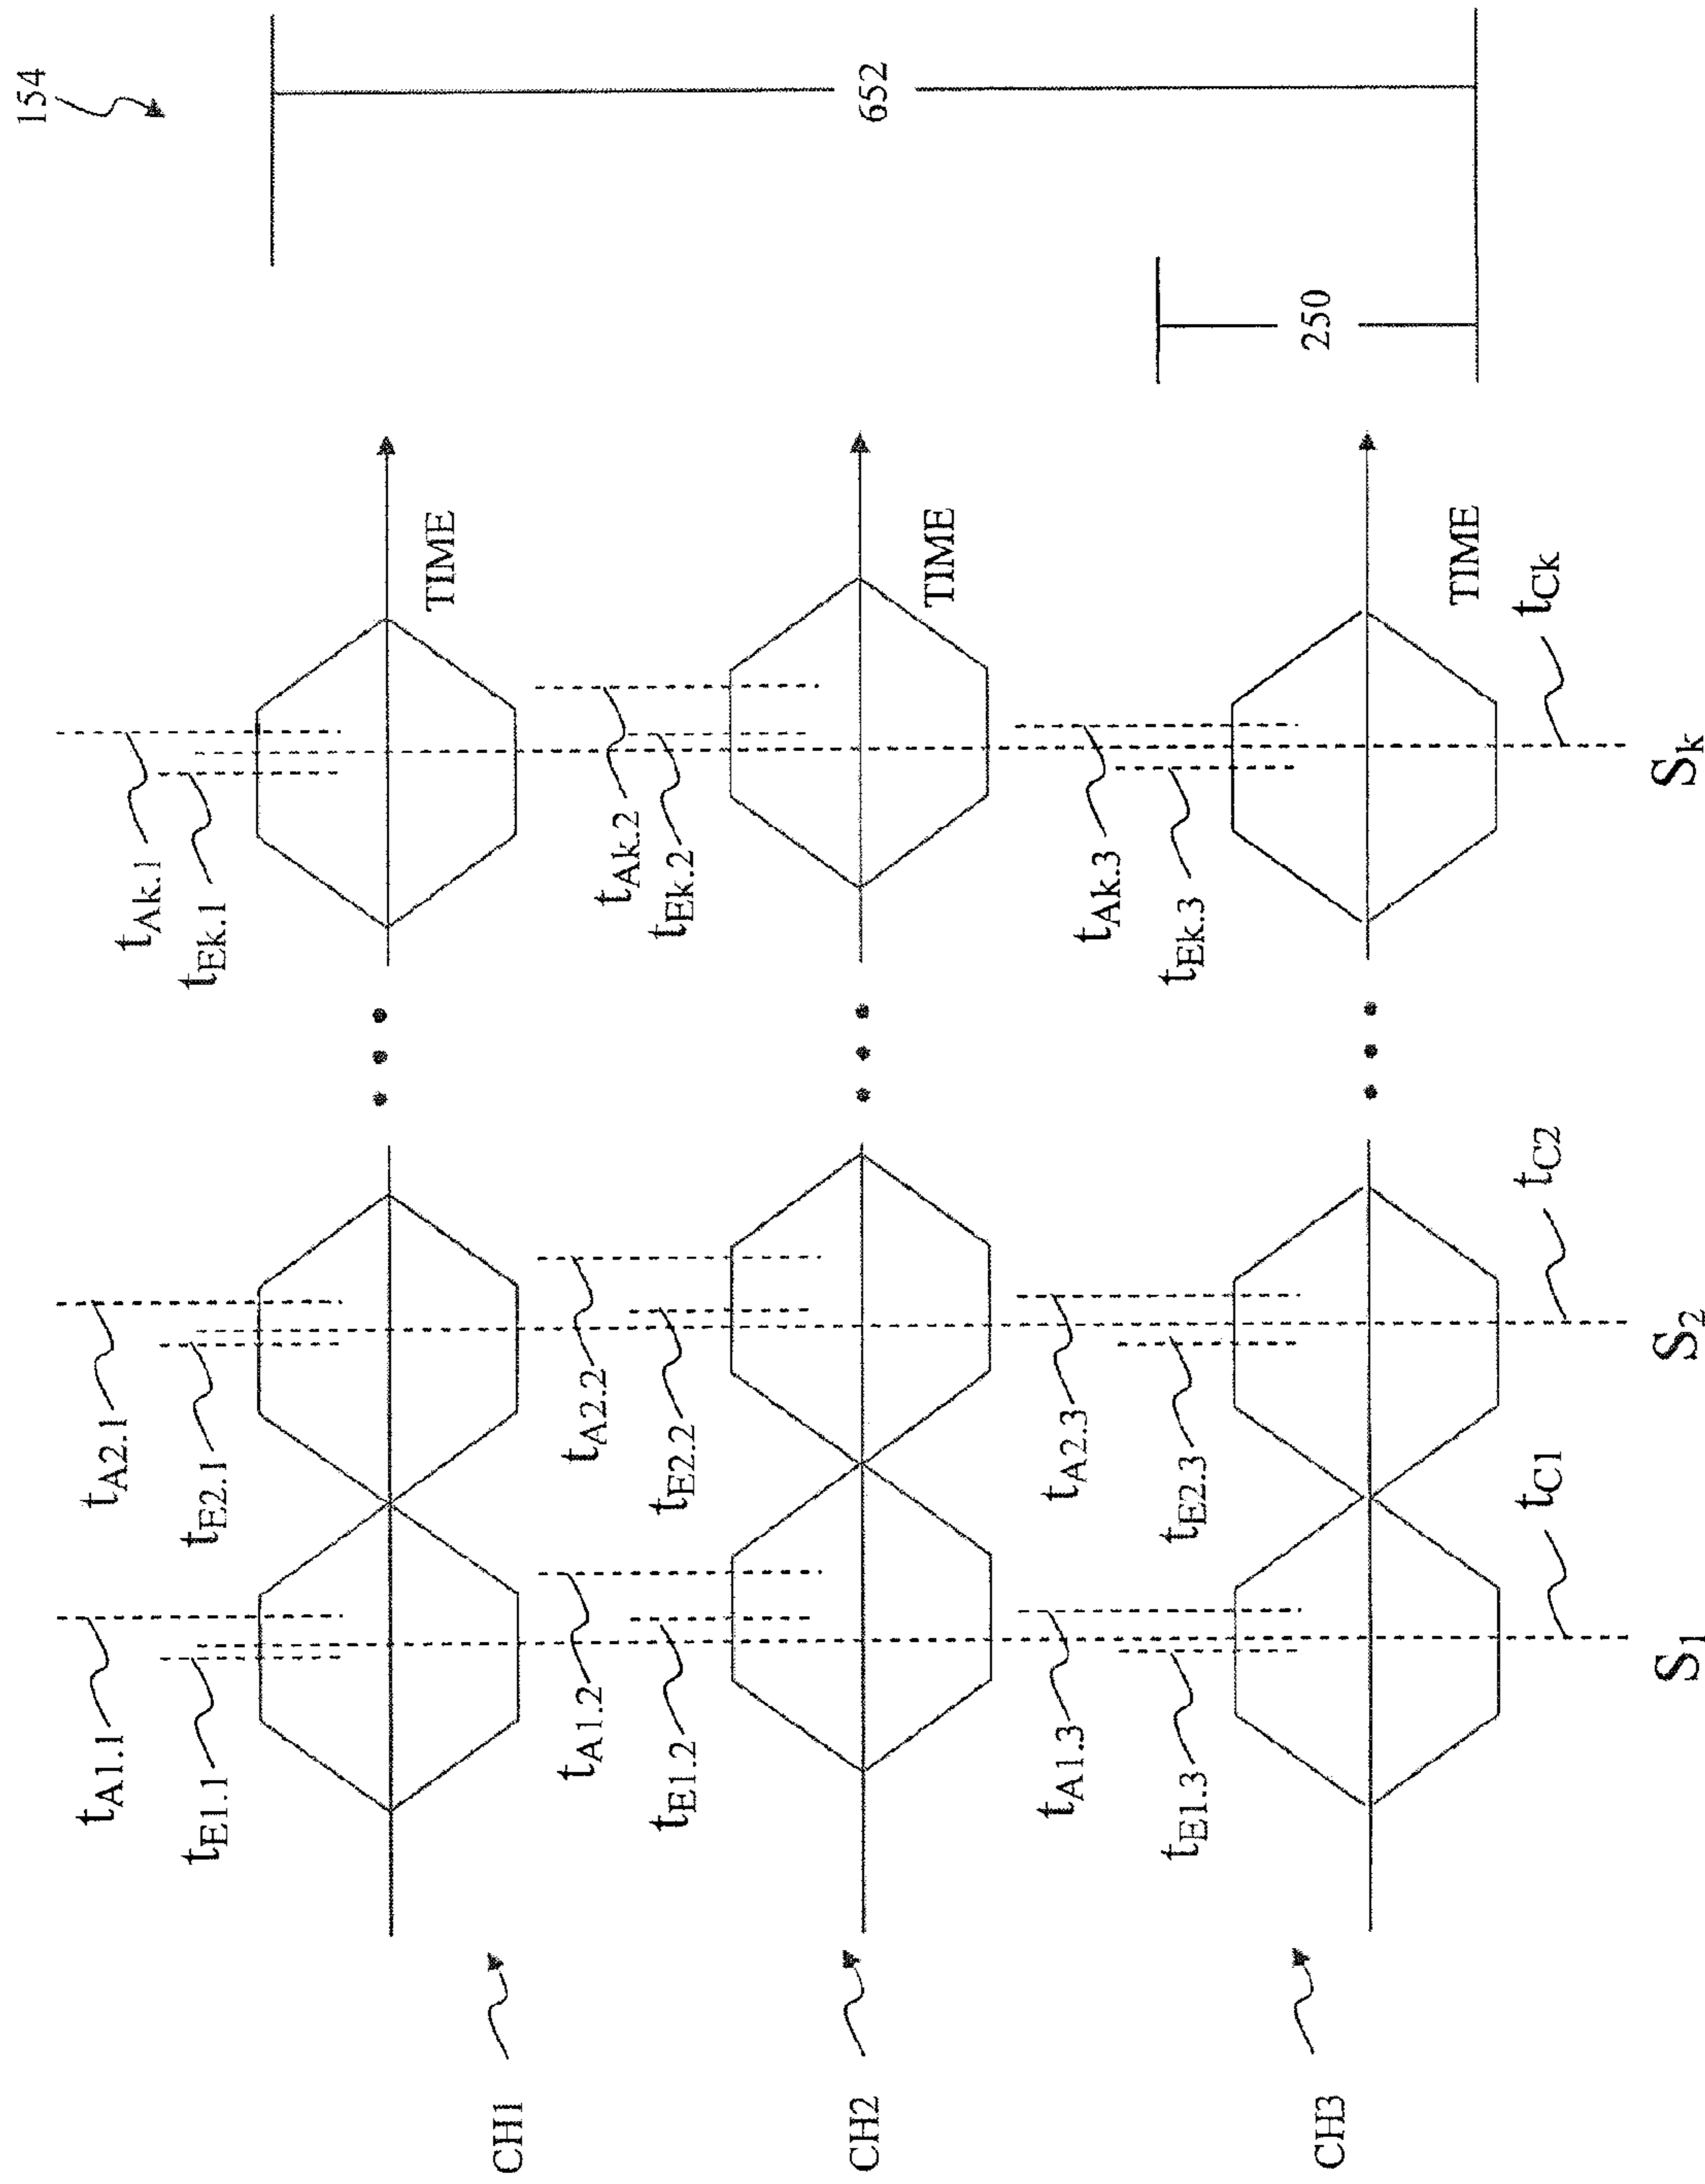 154
CH1
tA1.1
tE1.1
tA2.1
tE2.1
tAk.1
tEk.1
TIME
652
CH2
tA1.2
tE1.2
tA2.2
tE2.2
tAk.2
tEk.2
TIME
CH3
tA1.3
tE1.3
tA2.3
tE2.3
tAk.3
tEk.3
TIME
250
tC1
tC2
tCk
S1
S2
Sk